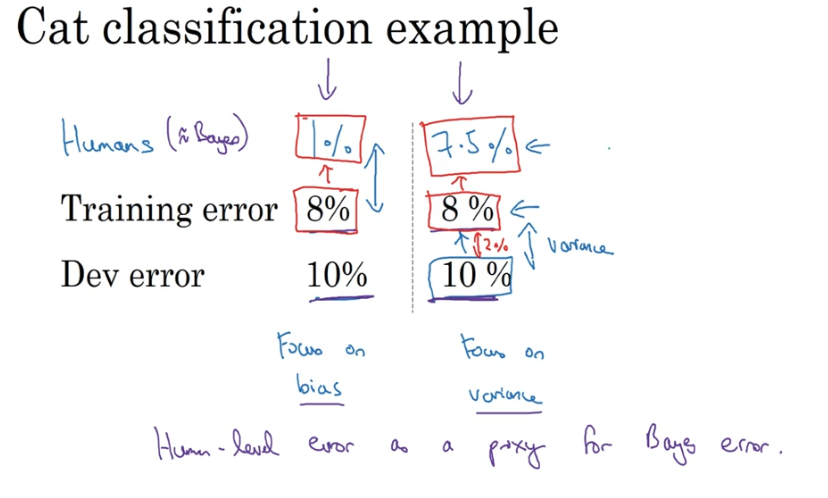 Cat classification example
Humans (≈ Bayes) 1% 7.5%
Training error 8% 8 %
2% variance
Dev error 10% 10 %
Focus on bias
Focus on variance
Human-level error as a proxy for Bayes error.